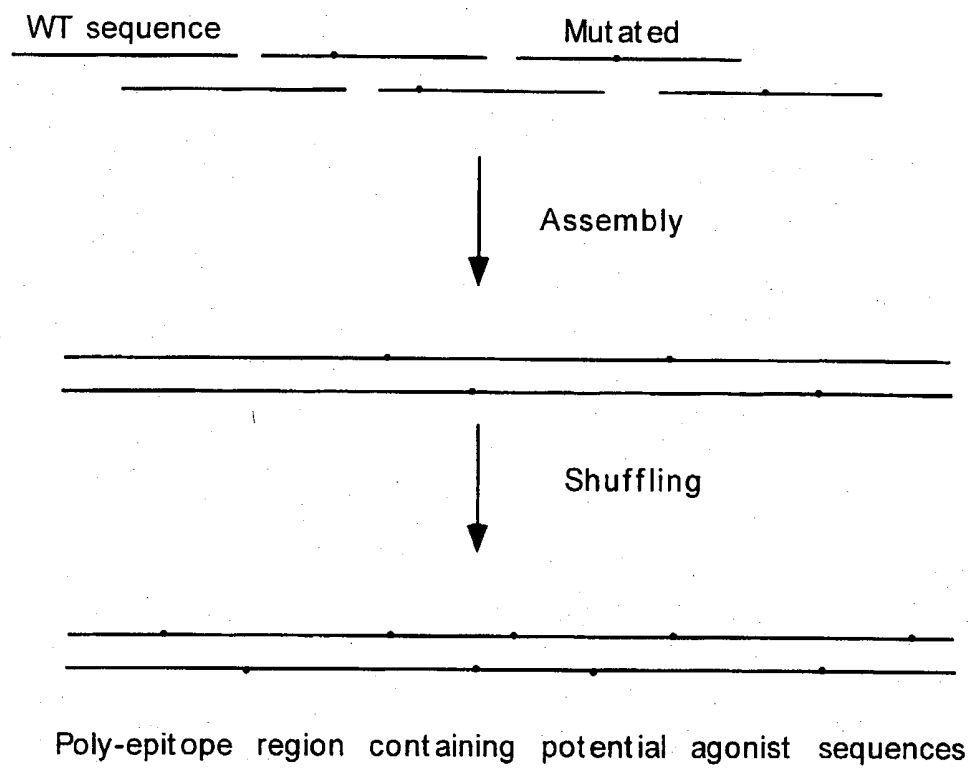 WT sequence
Mutated
Assembly
Shuffling
Poly-epitope region containing potential agonist sequences